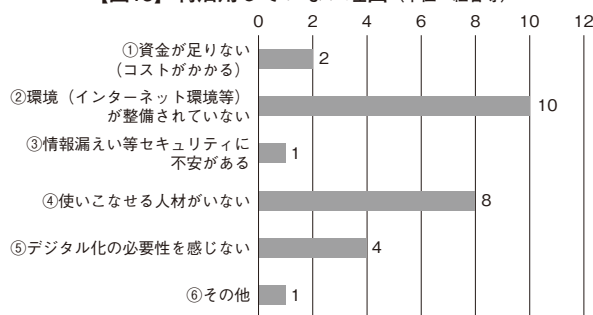 0 2 4 6 8 10 12
①資金が足りない
（コストがかかる）
2
②環境（インターネット環境等）
が整備されていない
10
③情報漏えい等セキュリティに
不安がある
1
④使いこなせる人材がいない
8
⑤デジタル化の必要性を感じない
4
⑥その他
1